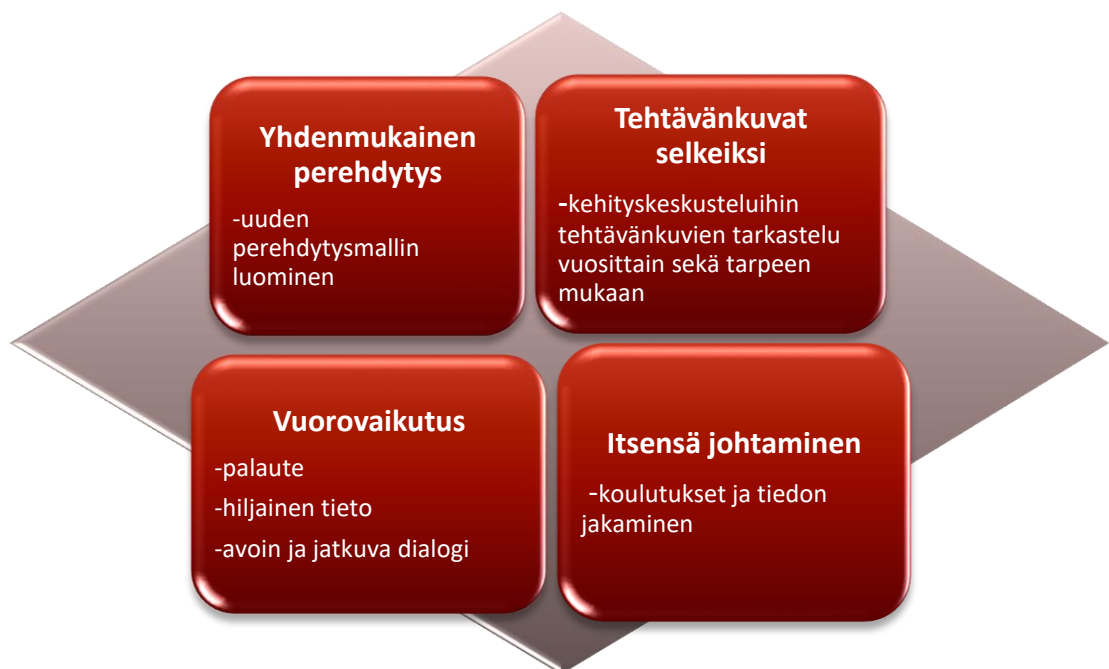 Yhdenmukainen
perehdytys
-uuden
perehdytysmallin
luominen
Tehtävänkuvat
selkeiksi
-kehityskeskusteluihin
tehtävänkuvien tarkastelu
vuosittain sekä tarpeen
mukaan
Vuorovaikutus
-palaute
-hiljainen tieto
-avoin ja jatkuva dialogi
Itsensä johtaminen
-koulutukset ja tiedon
jakaminen